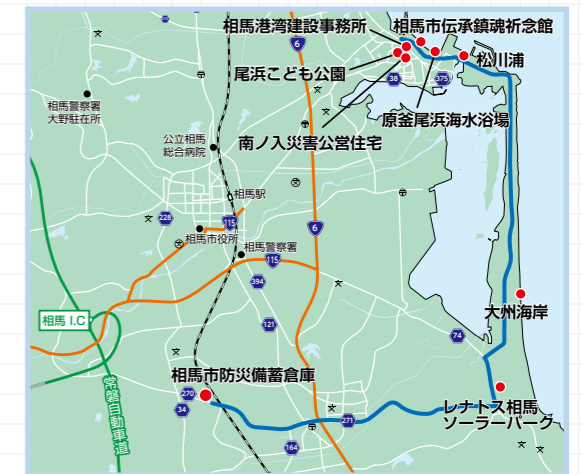 相馬港湾建設事務所
相馬市伝承鎮魂祈念館
6
松川浦
尾浜こども公園
38
375
相馬警察署
大野駐在所
原釜尾浜海水浴場
公立相馬
総合病院
南ノ入災害公営住宅
相馬駅
228
115
6
相馬市役所
相馬警察署
115
394
大洲海岸
相馬 I.C
121
74
相馬市防災備蓄倉庫
常磐自動車道
270
34
レナトス相馬
ソーラーパーク
271
164